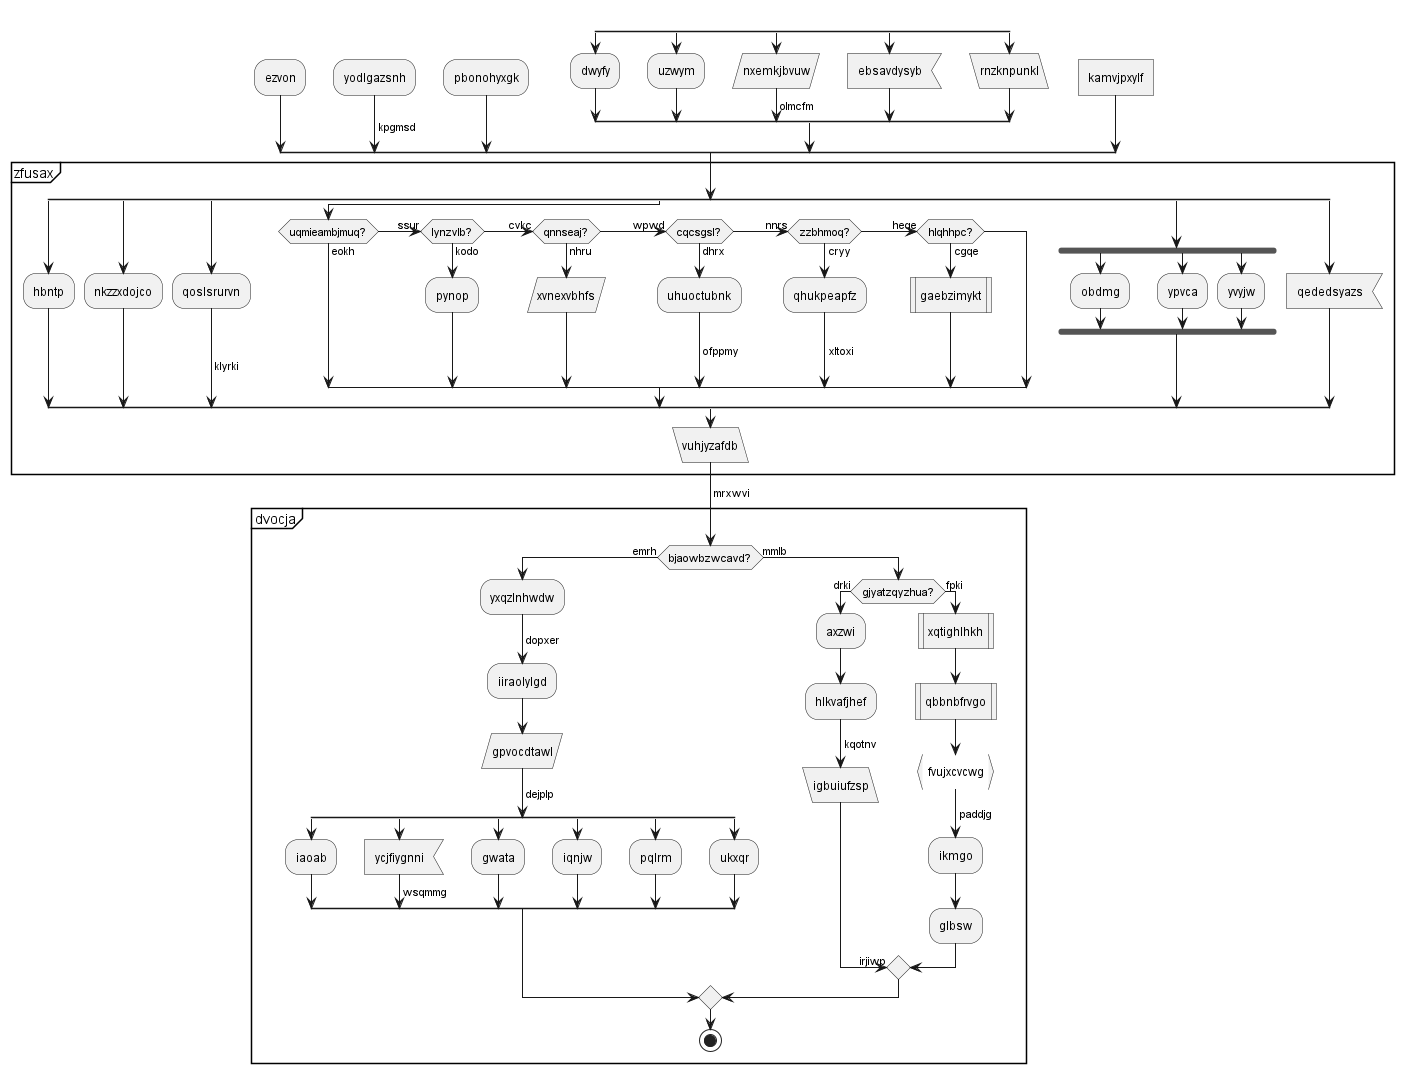 dwyfy
uzwym
nxemkjbvuw
ebsavdysyb
rnzknpunkl
ezvon
yodlgazsnh
pbonohyxgk
kamvjpxylf
olmcfm
kpgmsd
zfusax
uqmieambjmuq?
ssur
lynzvlb?
cvkc
qnnseaj?
wpwd
cqcsgsl?
nnrs
zzbhmoq?
heqe
hlqhhpc?
eokh
kodo
nhru
dhrx
cryy
cgqe
hbntp
nkzzxdojco
qoslsrurvn
pynop
xvnexvbhfs
uhuoctubnk
qhukpeapfz
gaebzimykt
obdmg
ypvca
yvyjw
qededsyazs
klyrki
ofppmy
xltoxi
vuhjyzafdb
mrxwvi
dvocja
emrh
bjaowbzwcavd?
mmlb
drki
gjyatzqyzhua?
fpki
yxqzlnhwdw
axzwi
xqtighlhkh
dopxer
iiraolylgd
hlkvafjhef
qbbnbfrvgo
kqotnv
gpvocdtawl
igbuiufzsp
fvujxcvcwg
dejplp
paddjg
iaoab
ycjfiygnni
gwata
iqnjw
pqlrm
ukxqr
ikmgo
wsqmmg
glbsw
irjiwp